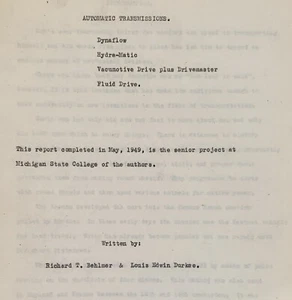 AUTOMATIC TRANSMISSIONS.
Dynaflow
Hydra-Matic
Vacumotive Drive plus Drivemaster
Fluid Drive.
This report completed in May, 1949, is the senior project at
Michigan State College of the authors.
Written by:
Richard T. Behlmer & Louis Edwin Durkee.